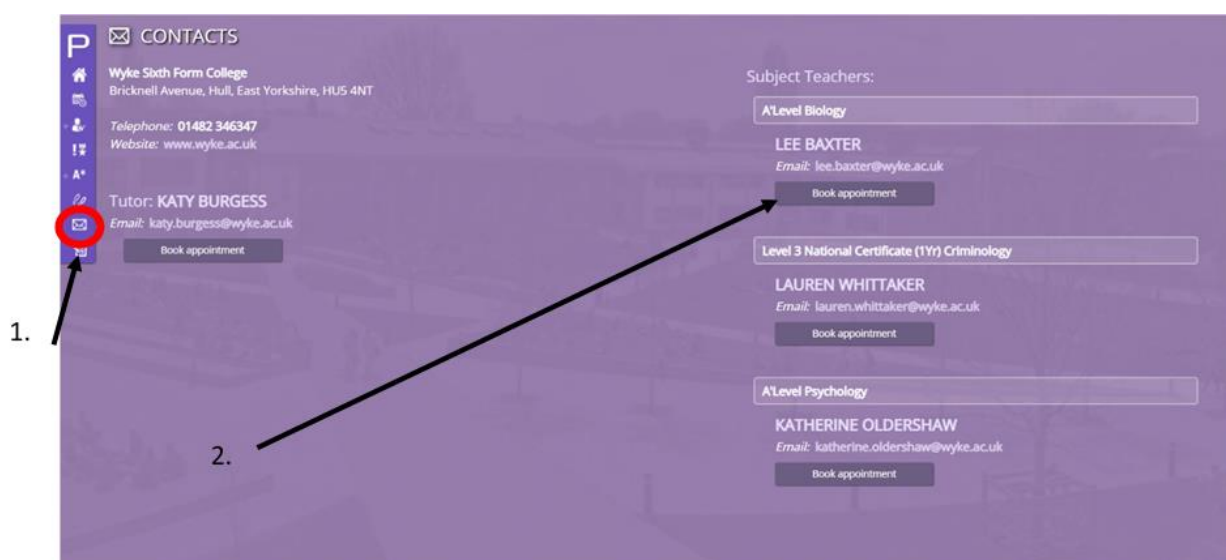 P
CONTACTS
Wyke Sixth Form College
Bricknell Avenue, Hull, East Yorkshire, HU5 4NT
Telephone: 01482 346347
Website: www.wyke.ac.uk
A*
Tutor: KATY BURGESS
Email: katy.burgess@wyke.ac.uk
Book appointment
1.
2.
Subject Teachers:
A'Level Biology
LEE BAXTER
Email: lee.baxter@wyke.ac.uk
Book appointment
Level 3 National Certificate (1Yr) Criminology
LAUREN WHITTAKER
Email: lauren.whittaker@wyke.ac.uk
Book appointment
A'Level Psychology
KATHERINE OLDERSHAW
Email: katherine.oldershaw@wyke.ac.uk
Book appointment